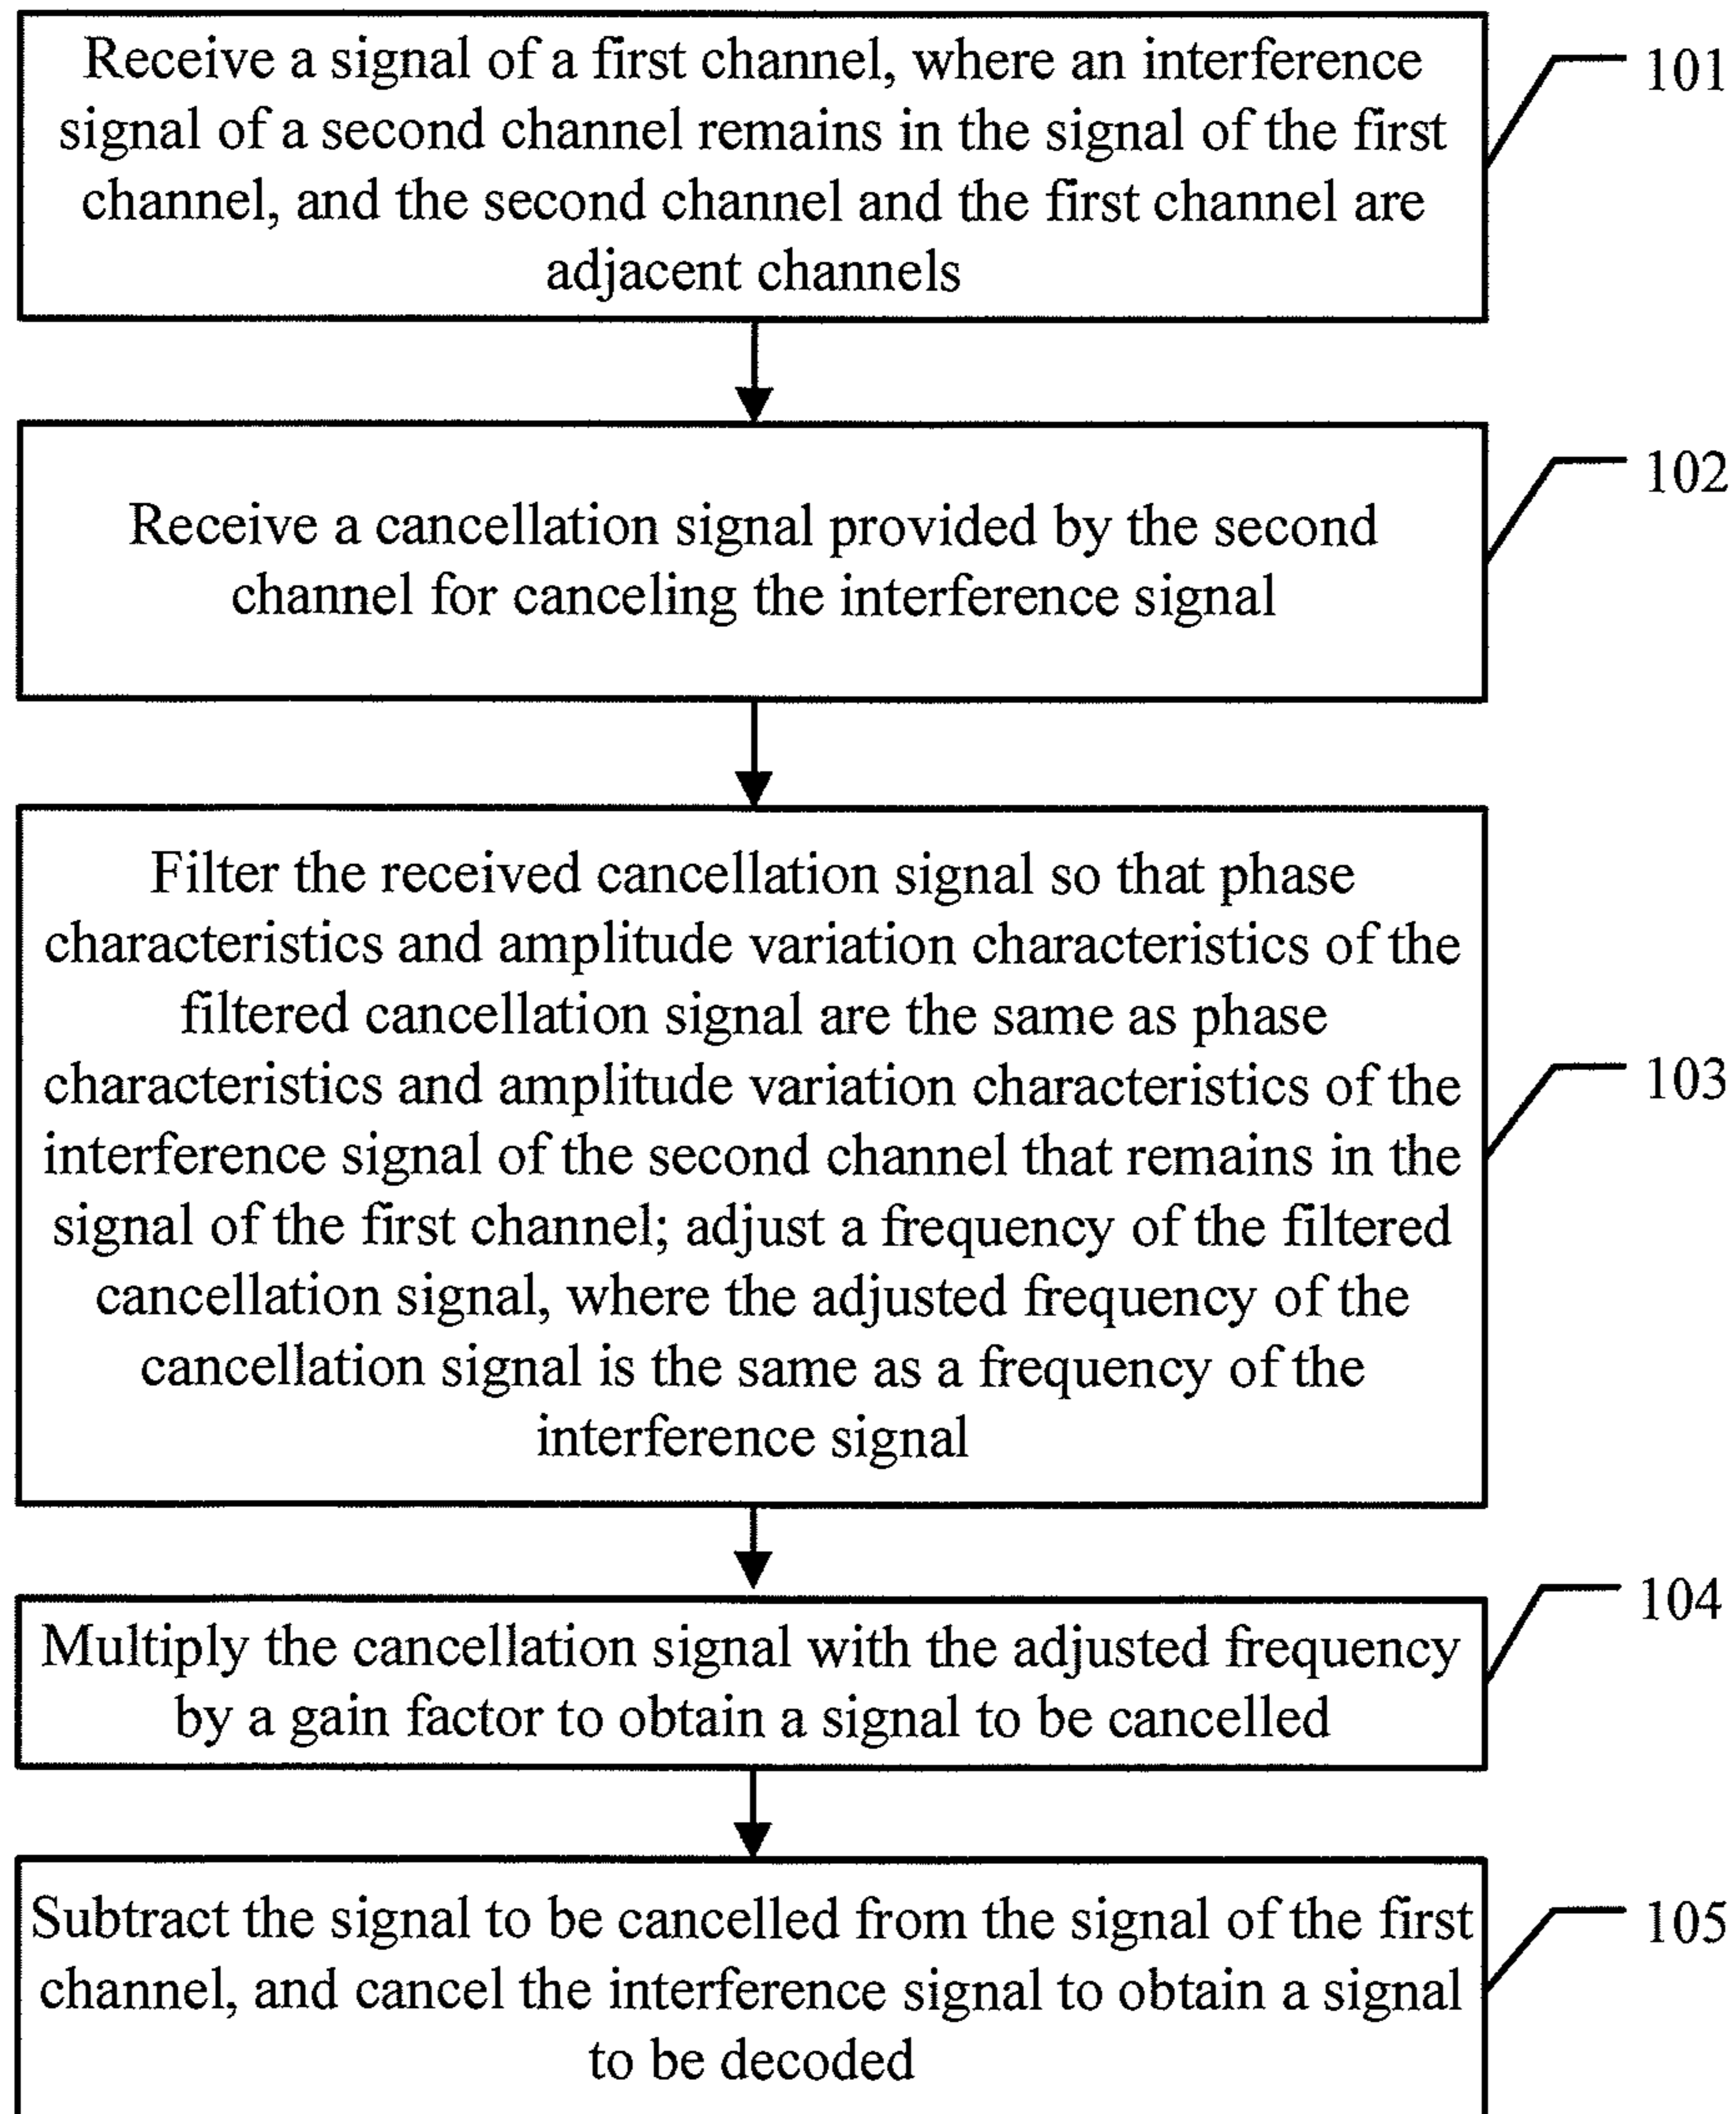 Receive a signal of a first channel, where an interference
signal of a second channel remains in the signal of the first
channel, and the second channel and the first channel are
adjacent channels
101
Receive a cancellation signal provided by the second
channel for canceling the interference signal
102
Filter the received cancellation signal so that phase
characteristics and amplitude variation characteristics of the
filtered cancellation signal are the same as phase
characteristics and amplitude variation characteristics of the
interference signal of the second channel that remains in the
signal of the first channel; adjust a frequency of the filtered
cancellation signal, where the adjusted frequency of the
cancellation signal is the same as a frequency of the
interference signal
103
Multiply the cancellation signal with the adjusted frequency
by a gain factor to obtain a signal to be cancelled
104
Subtract the signal to be cancelled from the signal of the first
channel, and cancel the interference signal to obtain a signal
to be decoded
105